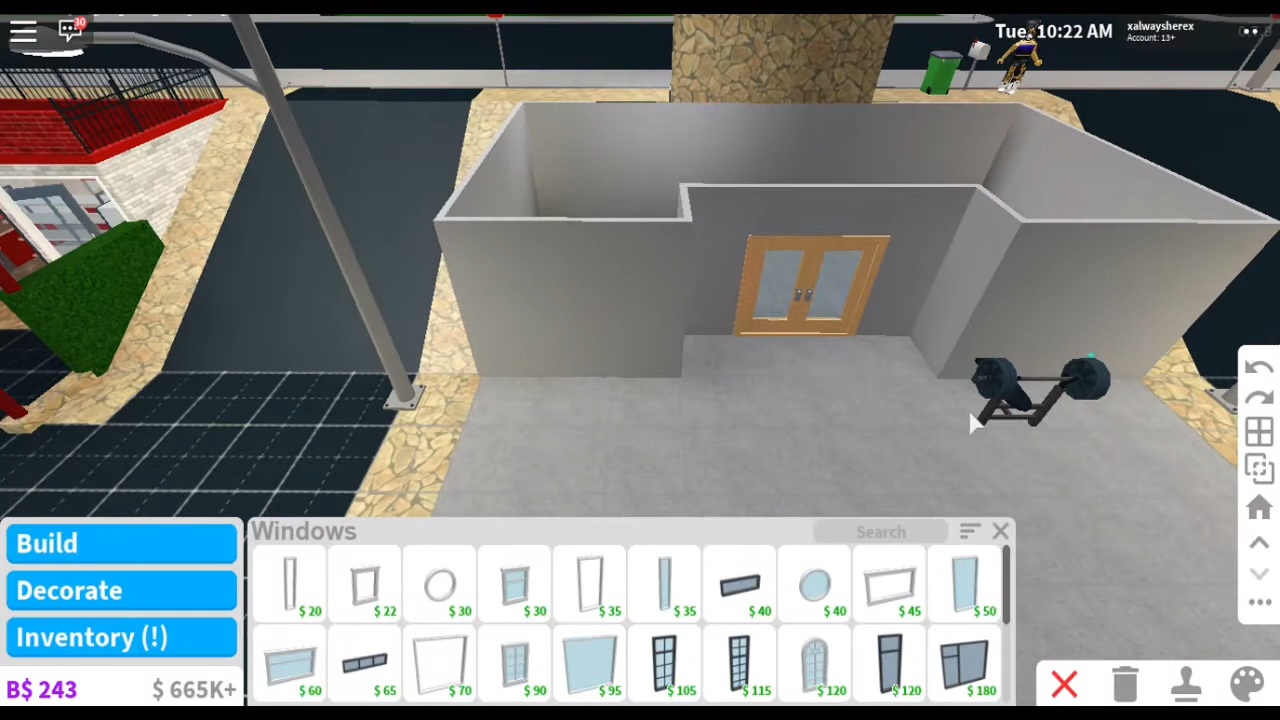 30
Tue, 10:22 AM
xalwaysherex
Account: 13+
Windows
Search
$ 20
$ 22
$ 30
$ 30
$ 35
$ 35
$ 40
$ 40
$ 45
$ 50
$ 60
$ 65
$ 70
$ 90
$ 95
$ 105
$ 115
$ 120
$ 120
$ 180
Build
Decorate
Inventory (!)
B$ 243
$ 665K+